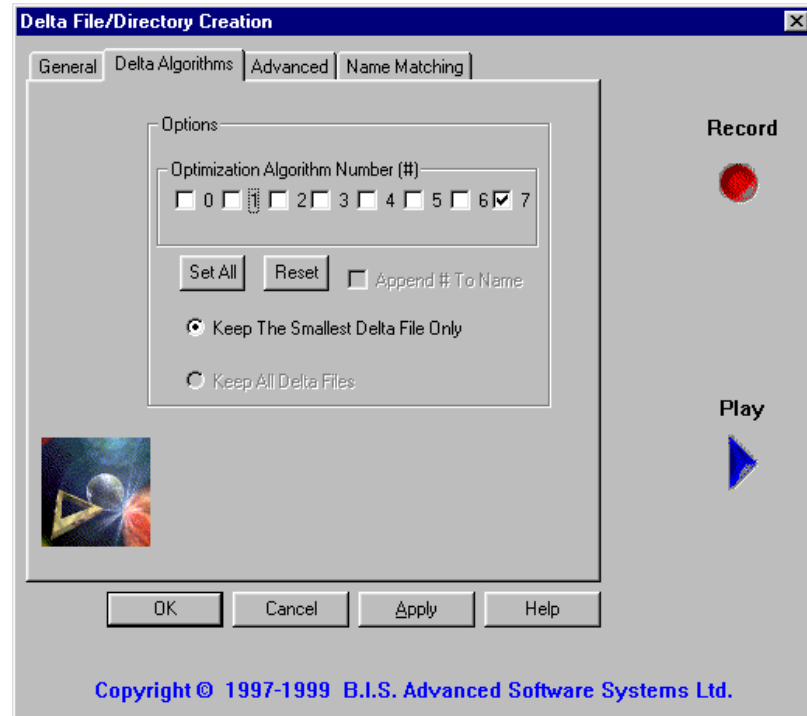 Delta File/Directory Creation
General Delta Algorithms Advanced Name Matching
Options
Record
Optimization Algorithm Number (#)
0 1 2 3 4 5 6 7
Set All Reset Append # To Name
Keep The Smallest Delta File Only
Keep All Delta Files
Play
OK Cancel Apply Help
Copyright © 1997-1999 B.I.S. Advanced Software Systems Ltd.